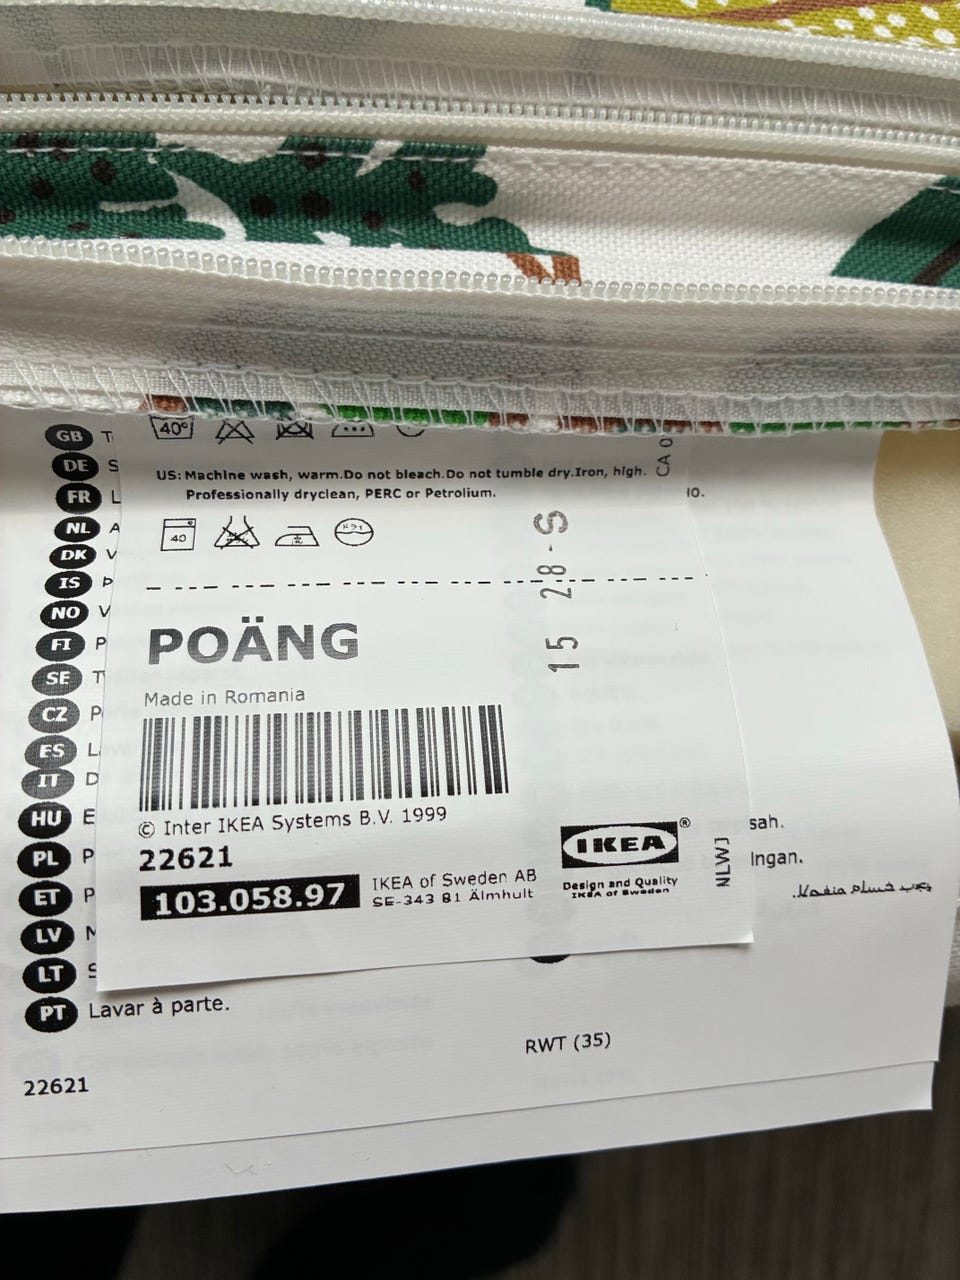 40°
US: Machine wash, warm.Do not bleach.Do not tumble dry.Iron, high.
Professionally dryclean, PERC or Petrolium.
40
CA 0
10.
15 28-S
GB T
DE S
FR L
NL A
DK V
IS Þ
NO V
FI P
SE T
CZ P
ES L
IT D
HU E
PL P
ET P
LV M
LT S
PT Lavar à parte.
POÄNG
Made in Romania
© Inter IKEA Systems B.V. 1999
22621
103.058.97
IKEA of Sweden AB
SE-343 81 Älmhult
IKEA ®
Design and Quality
IKEA of Sweden
NLWJ
sah.
Ingan.
RWT (35)
22621